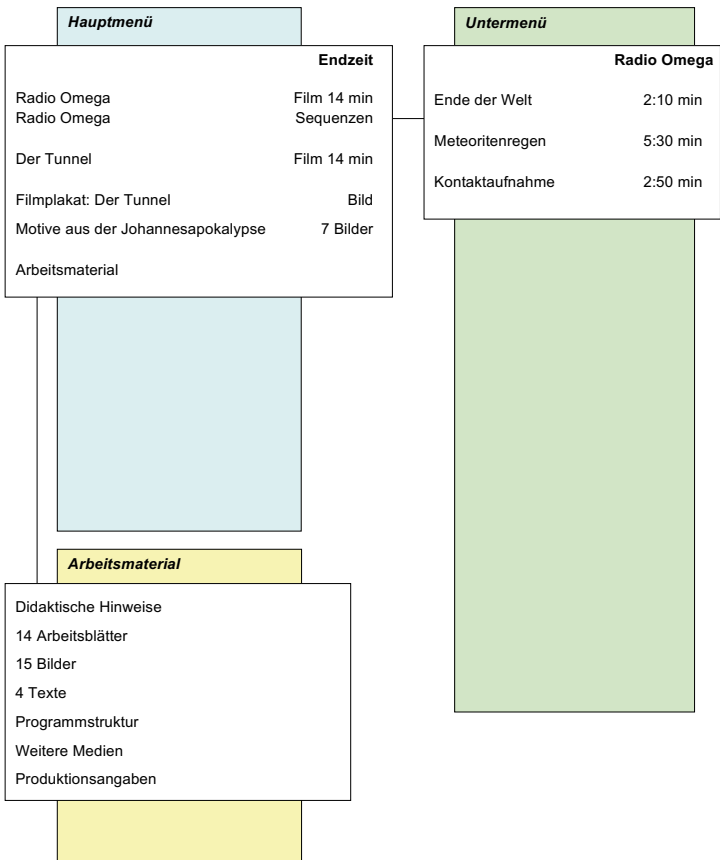 Hauptmenü
Endzeit
Radio Omega Film 14 min
Radio Omega Sequenzen
Der Tunnel Film 14 min
Filmplakat: Der Tunnel Bild
Motive aus der Johannesapokalypse 7 Bilder
Arbeitsmaterial
Untermenü
Radio Omega
Ende der Welt 2:10 min
Meteoritenregen 5:30 min
Kontaktaufnahme 2:50 min
Arbeitsmaterial
Didaktische Hinweise
14 Arbeitsblätter
15 Bilder
4 Texte
Programmstruktur
Weitere Medien
Produktionsangaben